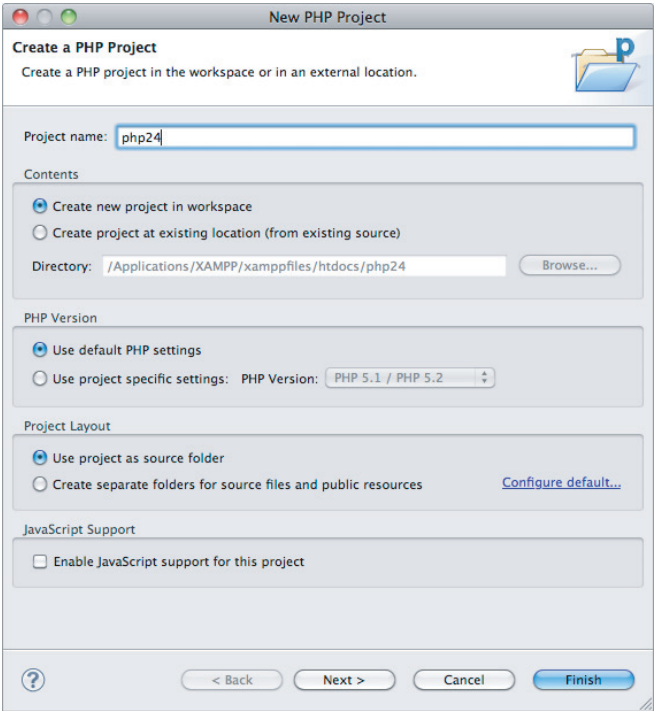 New PHP Project
Create a PHP Project
Create a PHP project in the workspace or in an external location.
p
Project name: php24
Contents
Create new project in workspace
Create project at existing location (from existing source)
Directory: /Applications/XAMPP/xamppfiles/htdocs/php24 Browse...
PHP Version
Use default PHP settings
Use project specific settings: PHP Version: PHP 5.1 / PHP 5.2
Project Layout
Use project as source folder
Create separate folders for source files and public resources Configure default...
JavaScript Support
Enable JavaScript support for this project
? < Back Next > Cancel Finish